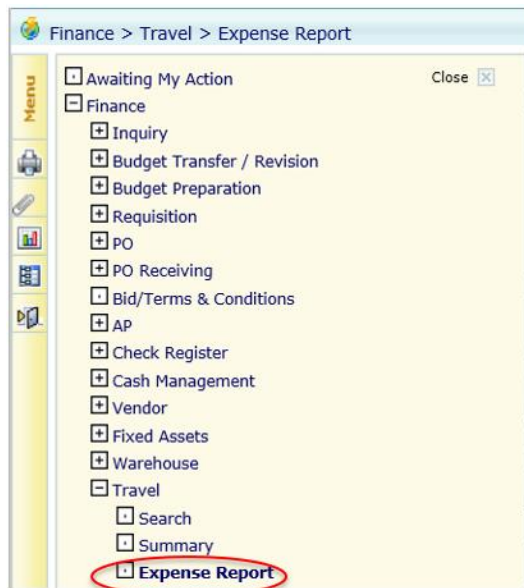 Finance > Travel > Expense Report
Menu
Awaiting My Action
Close
Finance
Inquiry
Budget Transfer / Revision
Budget Preparation
Requisition
PO
PO Receiving
Bid/Terms & Conditions
AP
Check Register
Cash Management
Vendor
Fixed Assets
Warehouse
Travel
Search
Summary
Expense Report